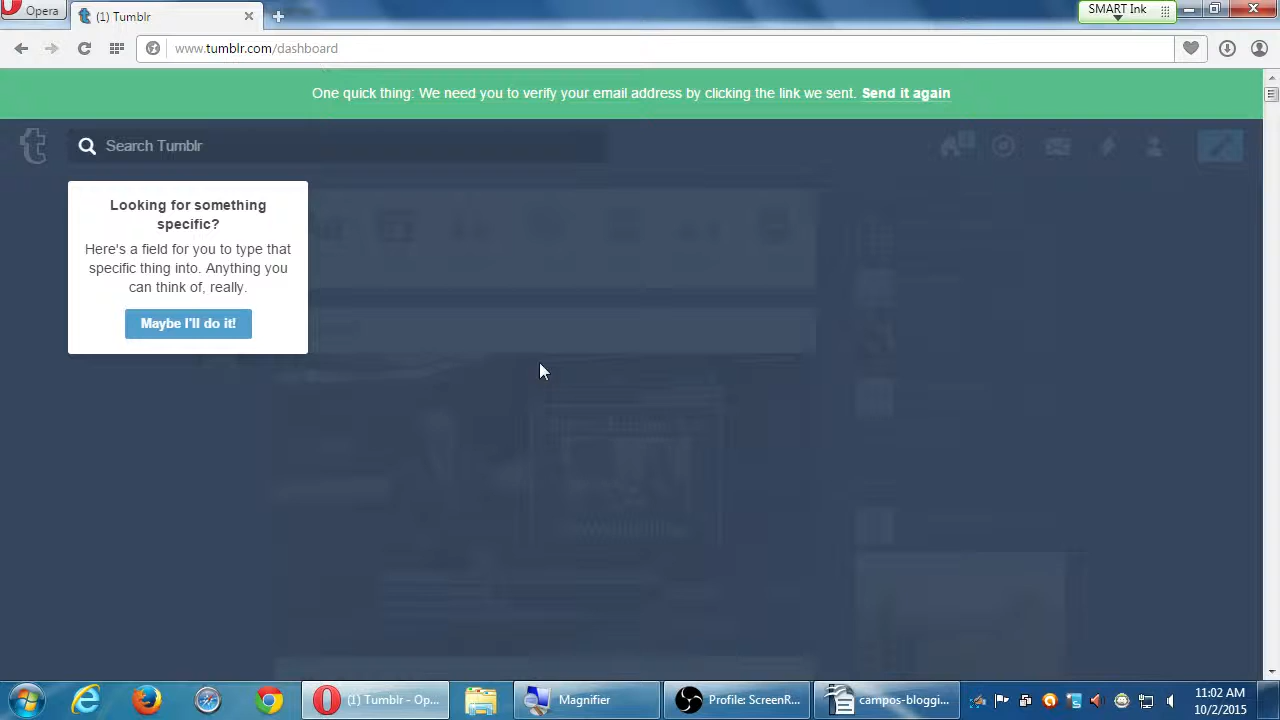 Opera
(1) Tumblr
SMART Ink
www.tumblr.com/dashboard
One quick thing: We need you to verify your email address by clicking the link we sent. Send it again
Search Tumblr
Looking for something
specific?
Here's a field for you to type that
specific thing into. Anything you
can think of, really.
Maybe I'll do it!
(1) Tumblr - Op...
Magnifier
Profile: ScreenR...
campos-bloggi...
11:02 AM
10/2/2015